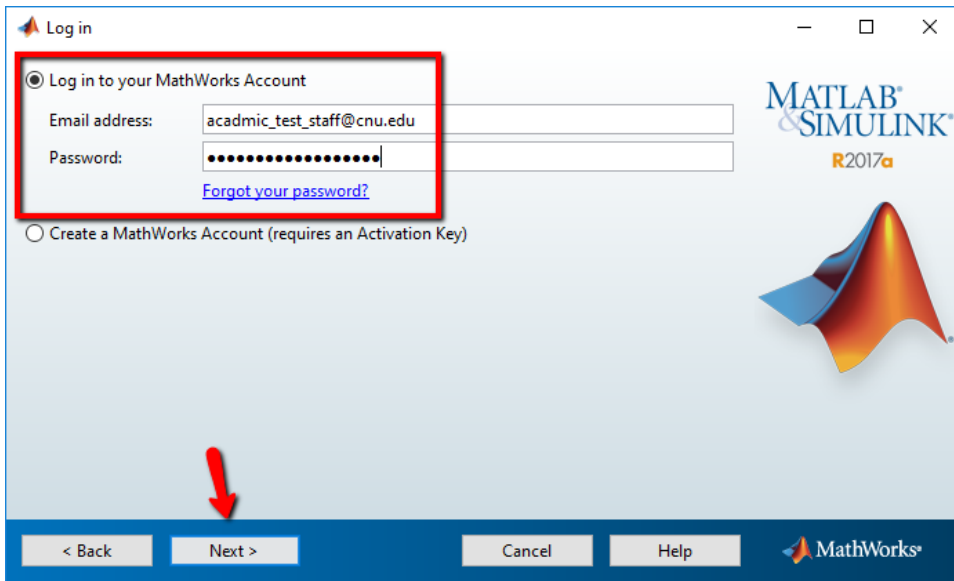 Log in
Log in to your MathWorks Account
Email address: acadmic_test_staff@cnu.edu
Password: ••••••••••••••••••
Forgot your password?
Create a MathWorks Account (requires an Activation Key)
MATLAB®
&SIMULINK®
R2017a
< Back Next > Cancel Help MathWorks®